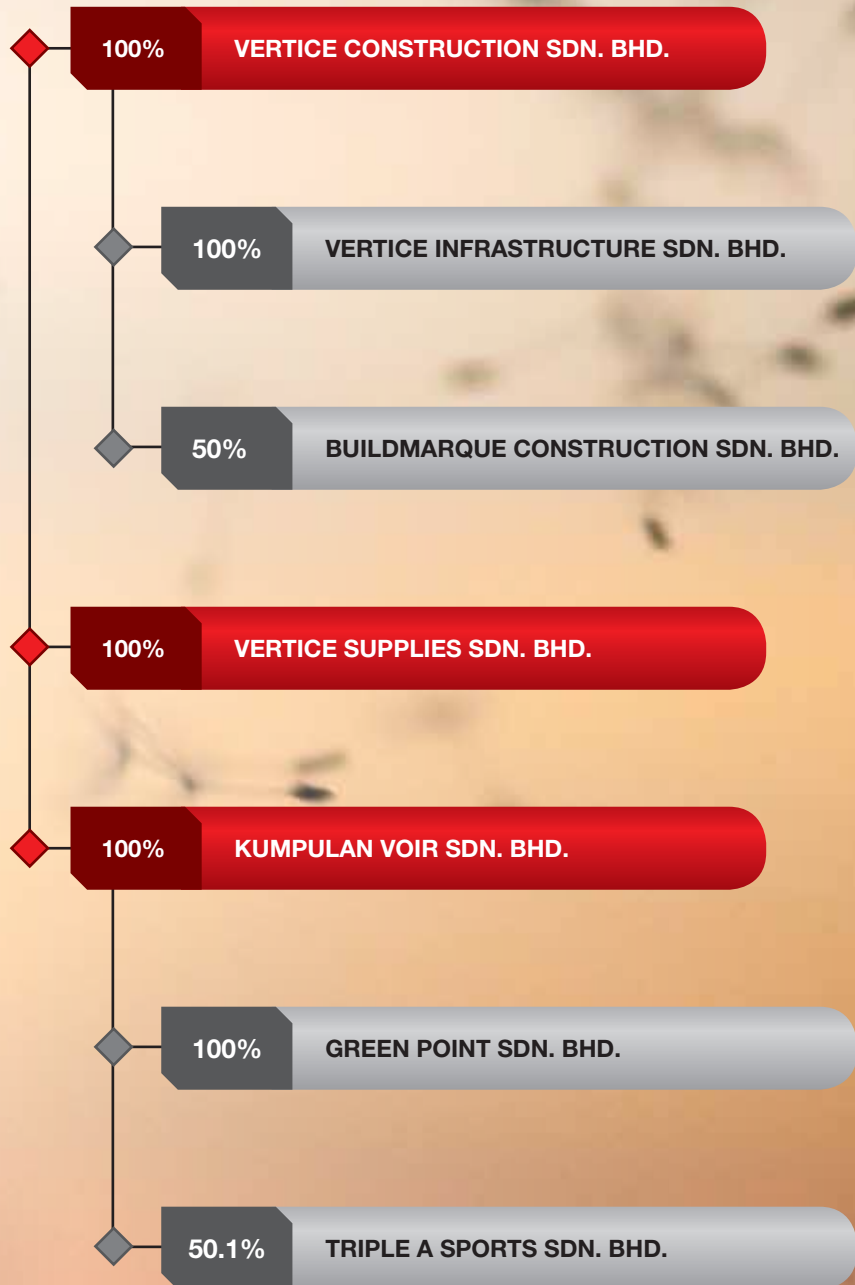 100% VERTICE CONSTRUCTION SDN. BHD.
100% VERTICE INFRASTRUCTURE SDN. BHD.
50% BUILDMARQUE CONSTRUCTION SDN. BHD.
100% VERTICE SUPPLIES SDN. BHD.
100% KUMPULAN VOIR SDN. BHD.
100% GREEN POINT SDN. BHD.
50.1% TRIPLE A SPORTS SDN. BHD.